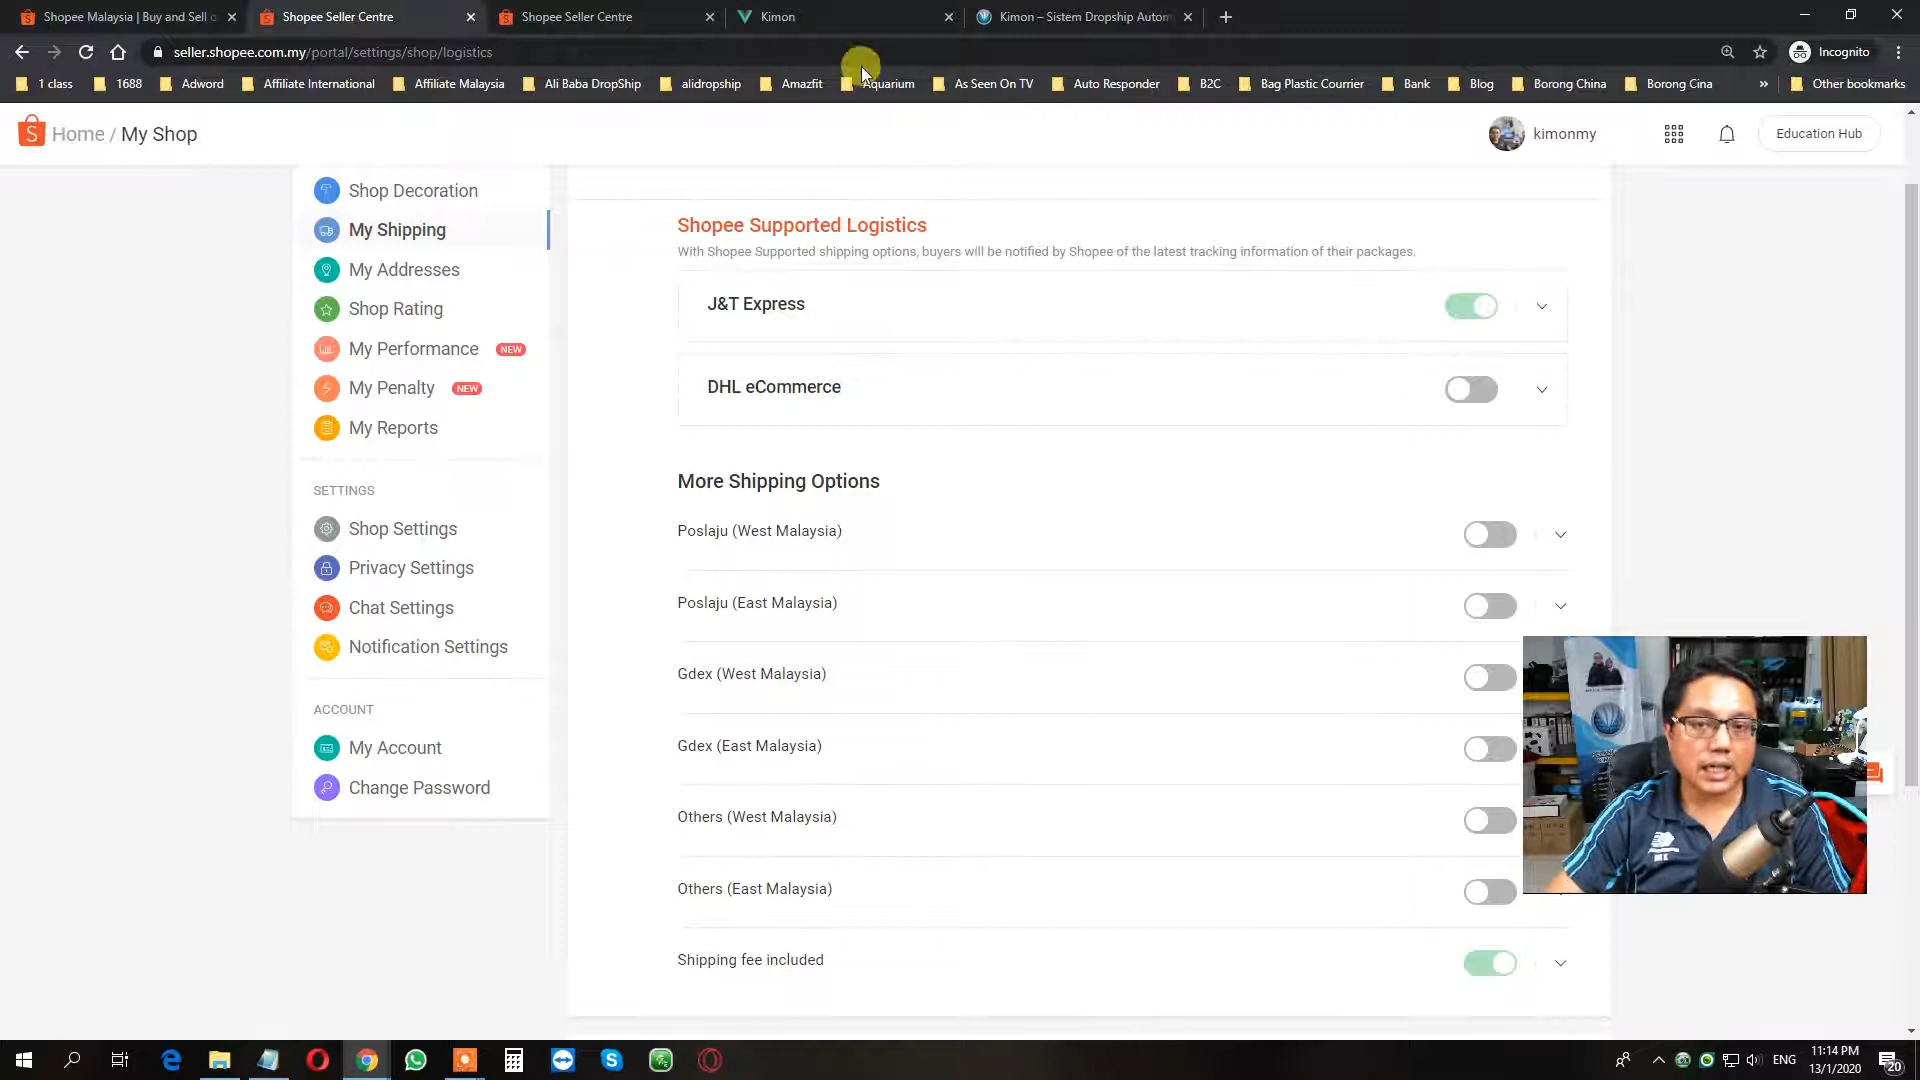 Shopee Malaysia | Buy and Sell o
Shopee Seller Centre
Shopee Seller Centre
Kimon
Kimon – Sistem Dropship Autom
seller.shopee.com.my/portal/settings/shop/logistics
Incognito
1 class
1688
Adword
Affiliate International
Affiliate Malaysia
Ali Baba DropShip
alidropship
Amazfit
Aquarium
As Seen On TV
Auto Responder
B2C
Bag Plastic Courrier
Bank
Blog
Borong China
Borong Cina
»
Other bookmarks
Home / My Shop
kimonmy
Education Hub
Shop Decoration
My Shipping
My Addresses
Shop Rating
My Performance NEW
My Penalty NEW
My Reports
SETTINGS
Shop Settings
Privacy Settings
Chat Settings
Notification Settings
ACCOUNT
My Account
Change Password
Shopee Supported Logistics
With Shopee Supported shipping options, buyers will be notified by Shopee of the latest tracking information of their packages.
J&T Express
DHL eCommerce
More Shipping Options
Poslaju (West Malaysia)
Poslaju (East Malaysia)
Gdex (West Malaysia)
Gdex (East Malaysia)
Others (West Malaysia)
Others (East Malaysia)
Shipping fee included
ENG
11:14 PM
13/1/2020
20